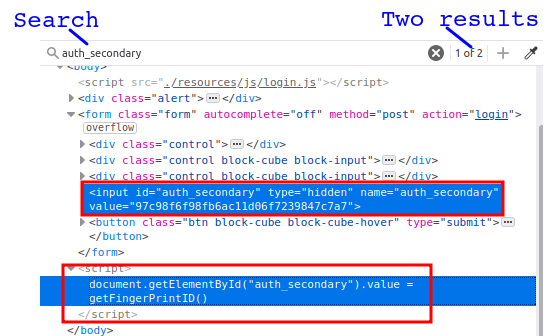 Search
Two results
auth_secondary
1 of 2
<body>
<script src="./resources/js/login.js"></script>
<div class="alert"></div>
<form class="form" autocomplete="off" method="post" action="login">
overflow
<div class="control"></div>
<div class="control block-cube block-input"></div>
<div class="control block-cube block-input"></div>
<input id="auth_secondary" type="hidden" name="auth_secondary"
value="97c98f6f98fb6ac11d06f7239847c7a7">
<button class="btn block-cube block-cube-hover" type="submit">
</button>
</form>
<script>
document.getElementById("auth_secondary").value =
getFingerPrintID()
</script>
</body>